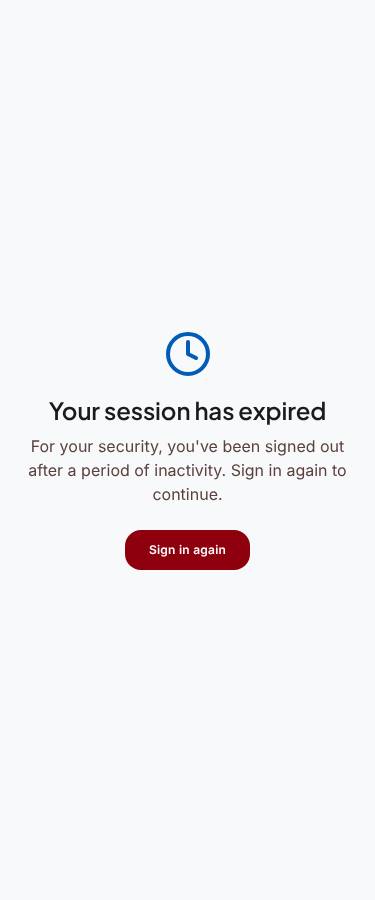 Your session has expired
For your security, you've been signed out
after a period of inactivity. Sign in again to
continue.
Sign in again